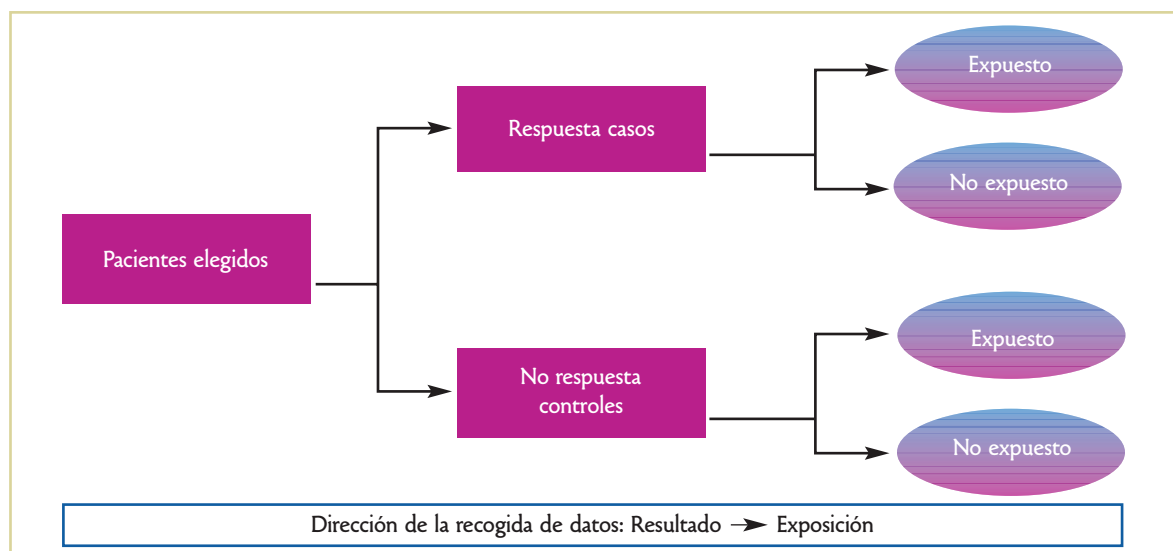 Expuesto
Respuesta casos
No expuesto
Pacientes elegidos
Expuesto
No respuesta
controles
No expuesto
Dirección de la recogida de datos: Resultado → Exposición